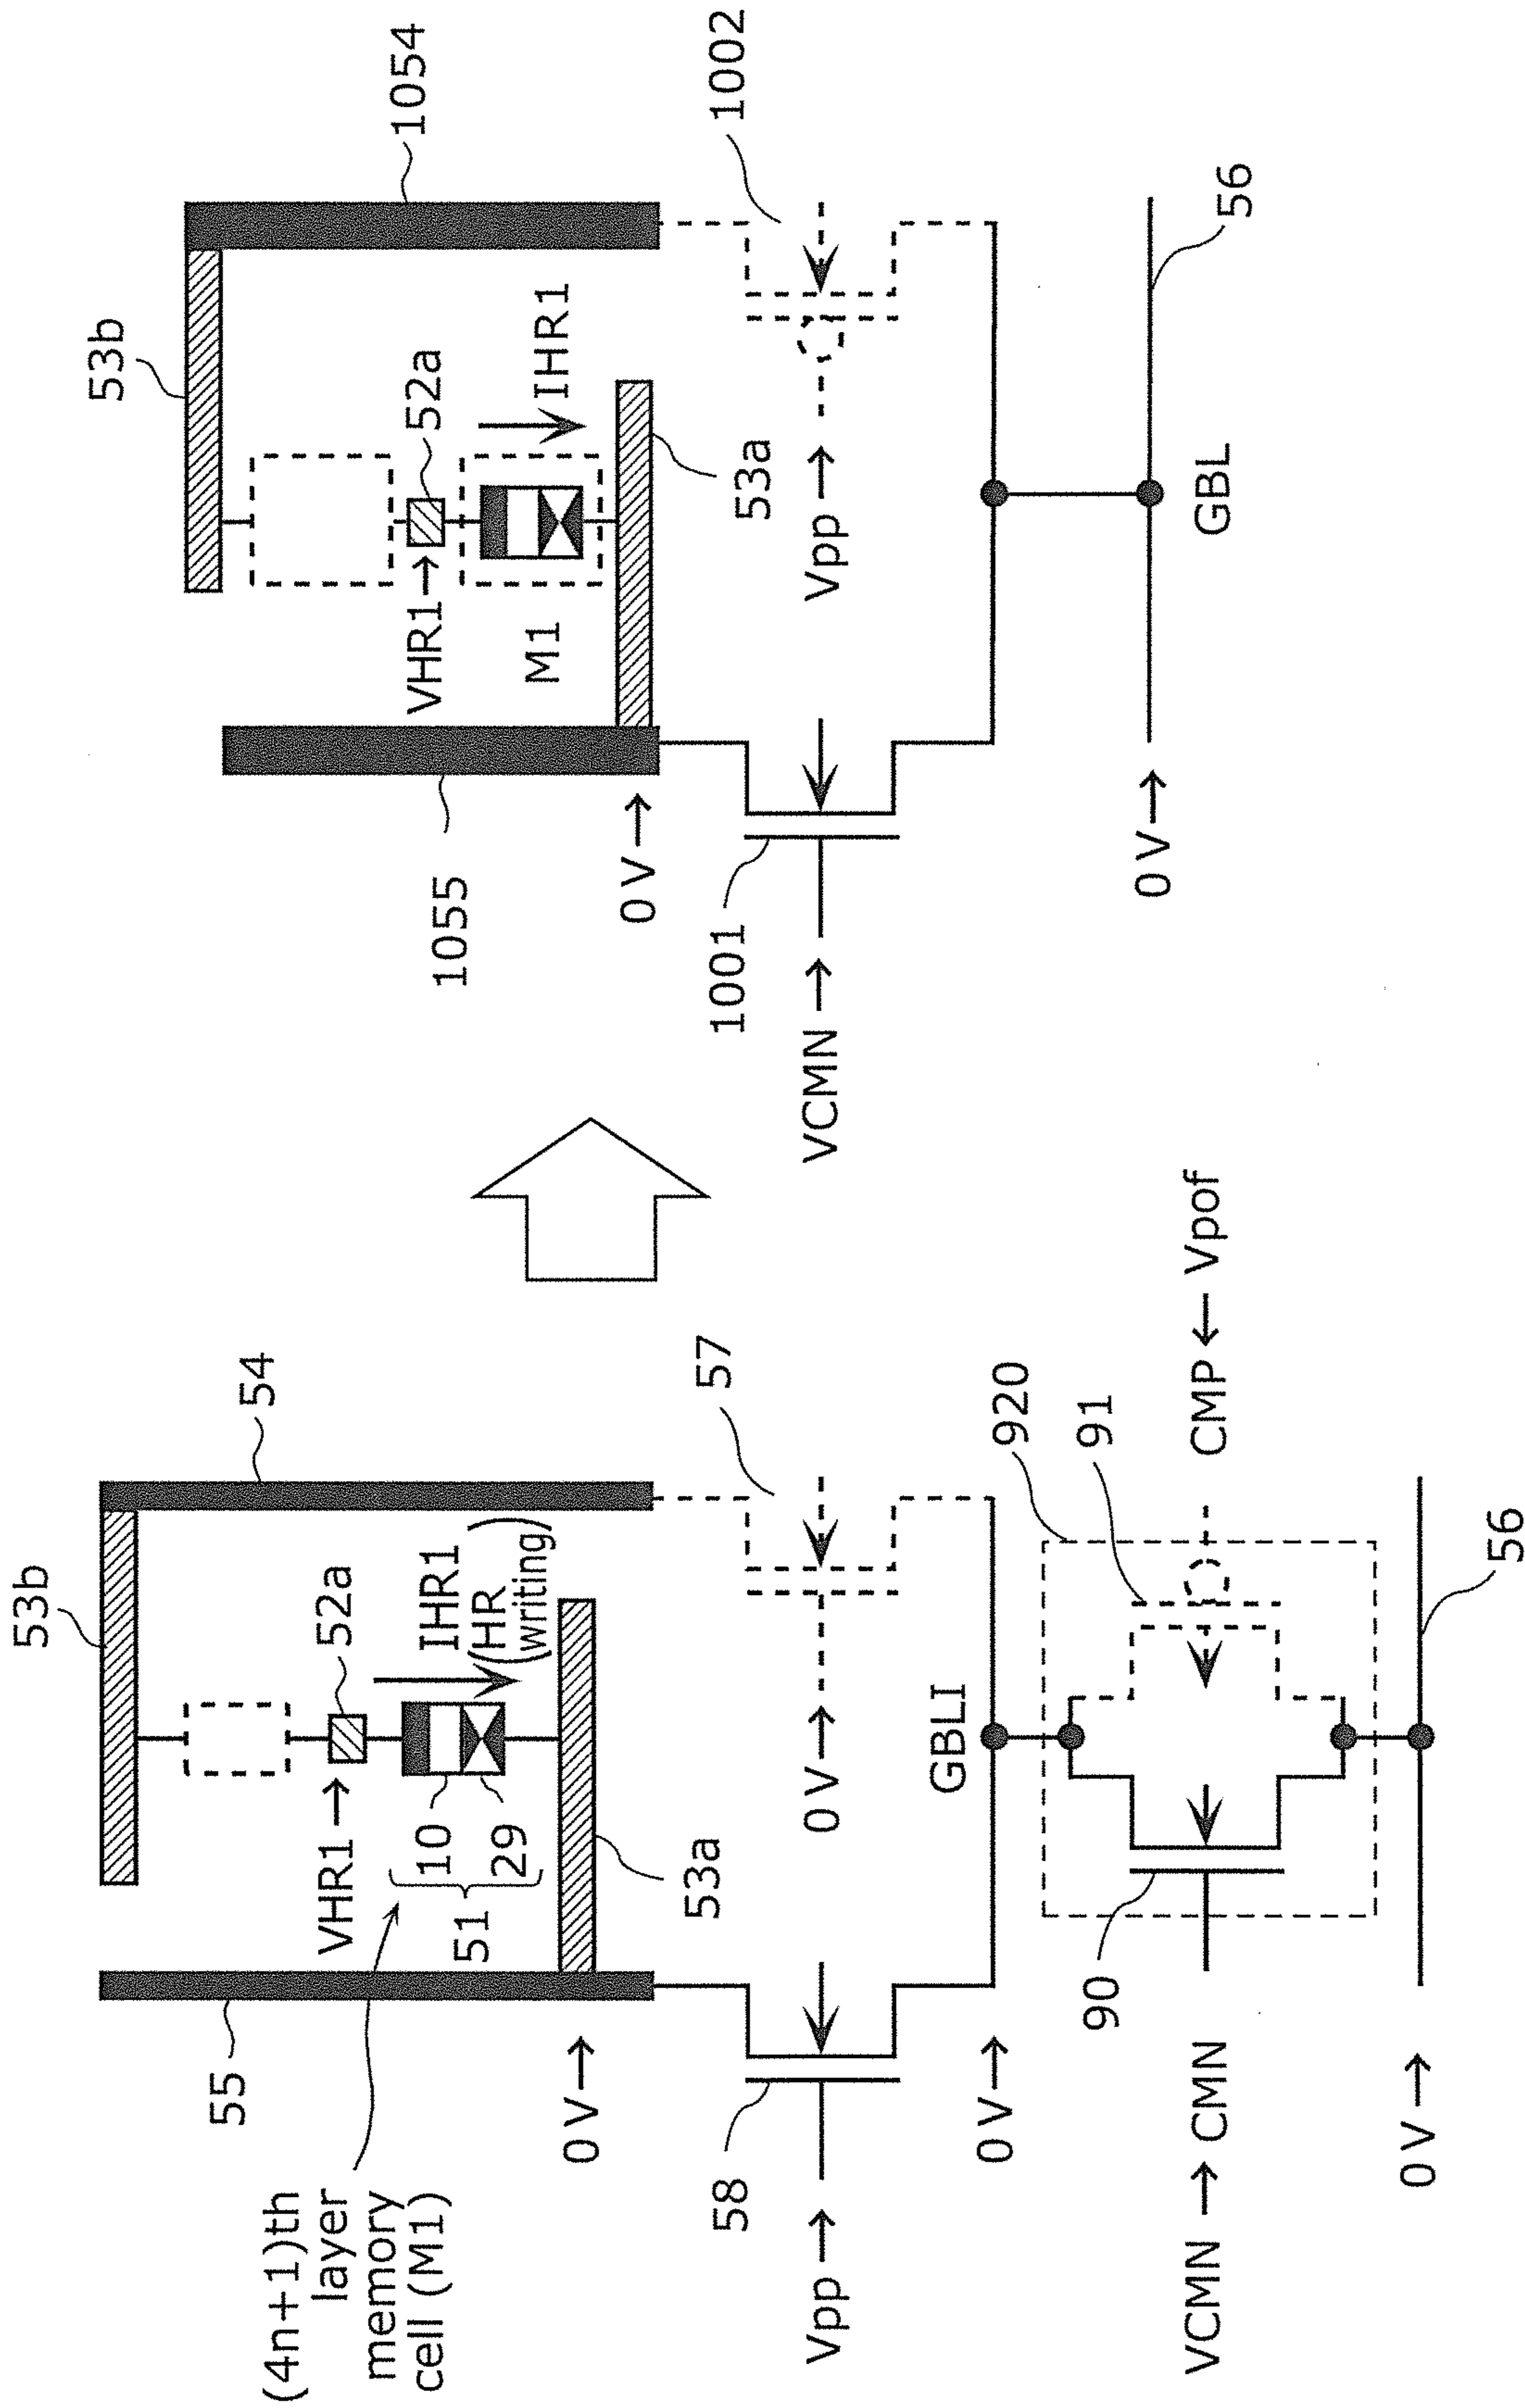 53b
54
52a
VHR1
IHR1
(HR
writing)
10
29
51
55
(4n+1)th
layer
memory
cell (M1)
53a
0 V
57
58
Vpp
0 V
GBLI
0 V
920
91
90
VCMN
CMN
CMP
Vpof
0 V
56
53b
1054
52a
VHR1
IHR1
M1
53a
1055
0 V
1002
1001
VCMN
Vpp
GBL
0 V
56